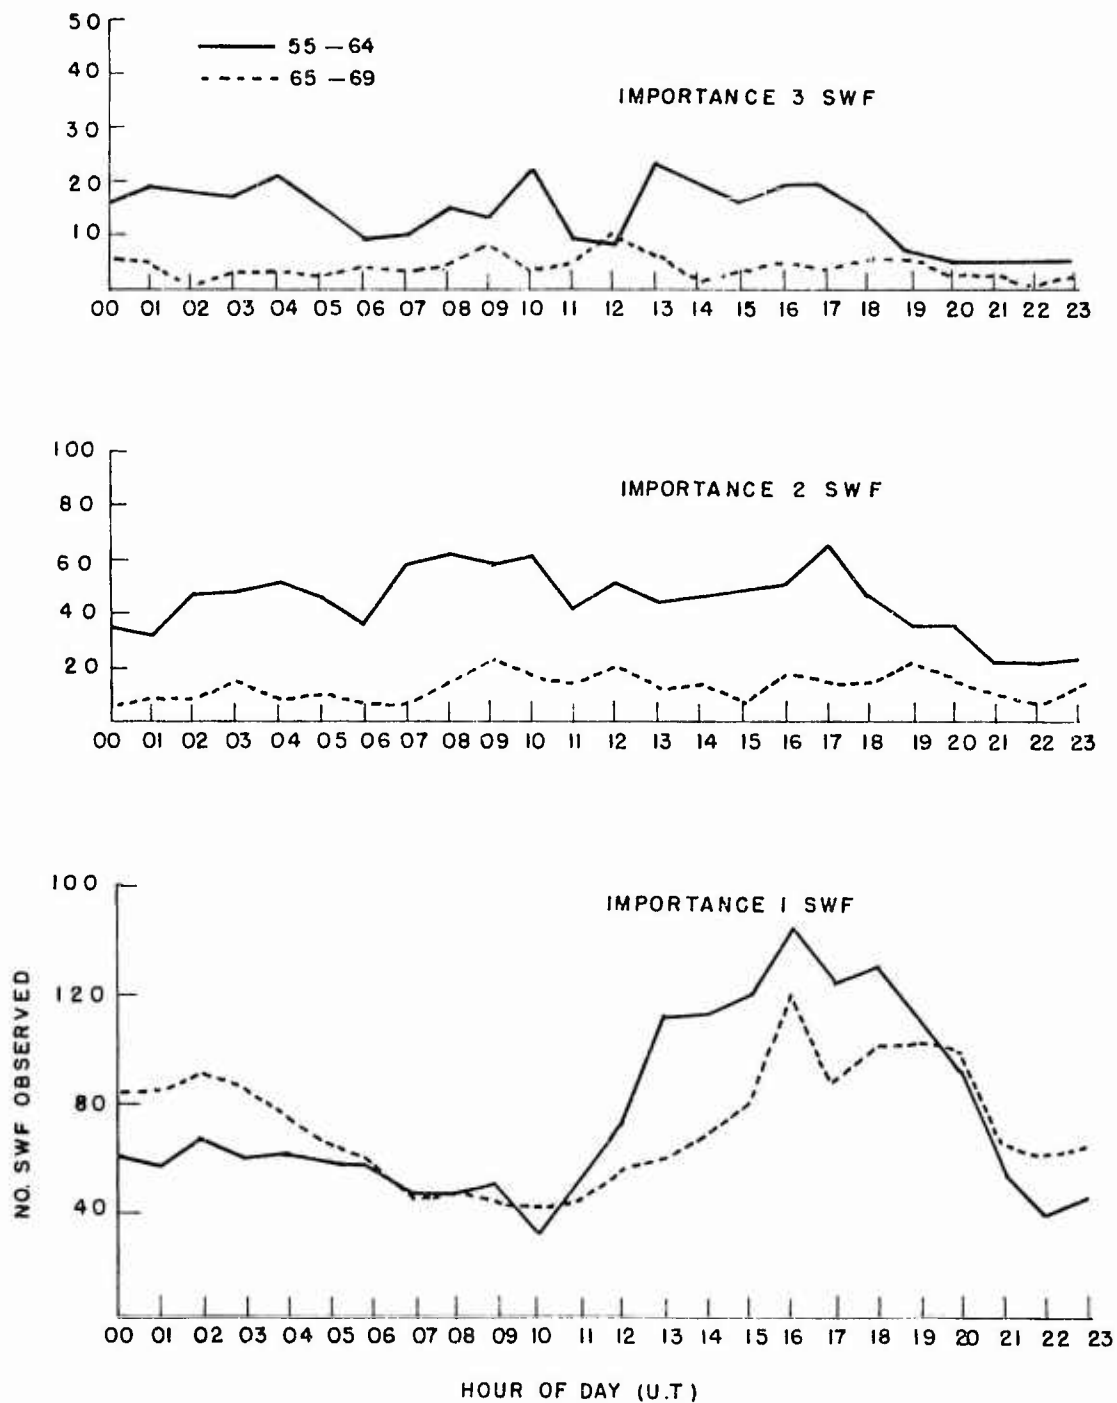 50
55 — 64
40
65 — 69
IMPORTANCE 3 SWF
30
20
10
00 01 02 03 04 05 06 07 08 09 10 11 12 13 14 15 16 17 18 19 20 21 22 23
100
80
IMPORTANCE 2 SWF
60
40
20
00 01 02 03 04 05 06 07 08 09 10 11 12 13 14 15 16 17 18 19 20 21 22 23
100
IMPORTANCE 1 SWF
120
80
40
NO. SWF OBSERVED
00 01 02 03 04 05 06 07 08 09 10 11 12 13 14 15 16 17 18 19 20 21 22 23
HOUR OF DAY (U.T)